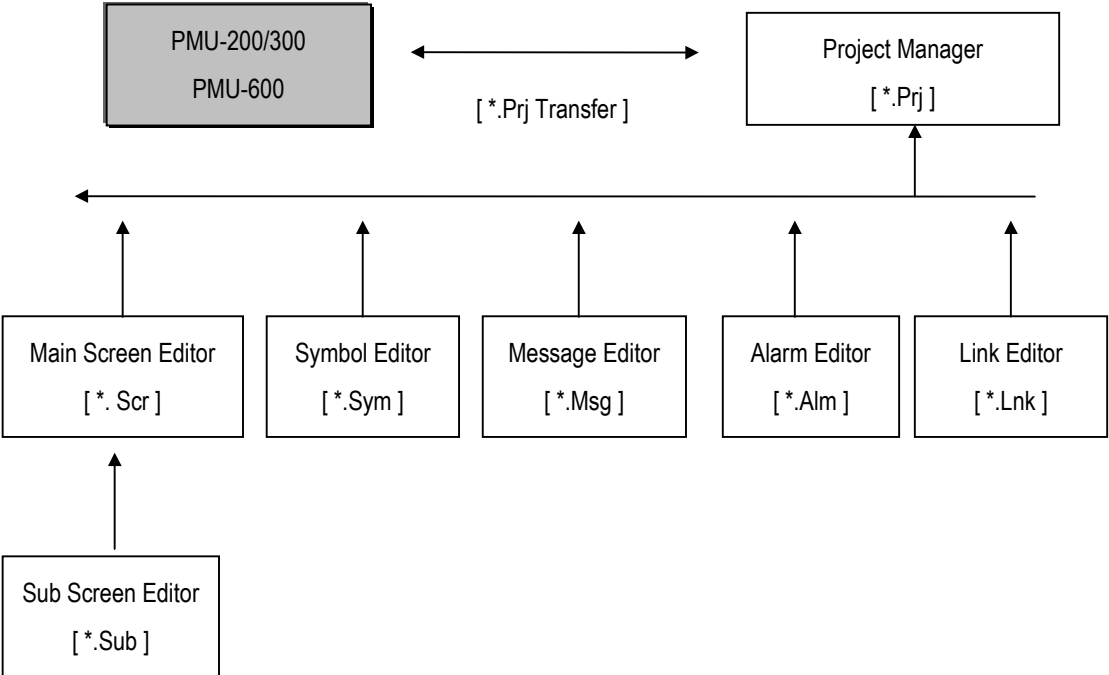 PMU-200/300
PMU-600
[ *.Prj Transfer ]
Project Manager
[ *.Prj ]
Main Screen Editor
[ *. Scr ]
Symbol Editor
[ *.Sym ]
Message Editor
[ *.Msg ]
Alarm Editor
[ *.Alm ]
Link Editor
[ *.Lnk ]
Sub Screen Editor
[ *.Sub ]